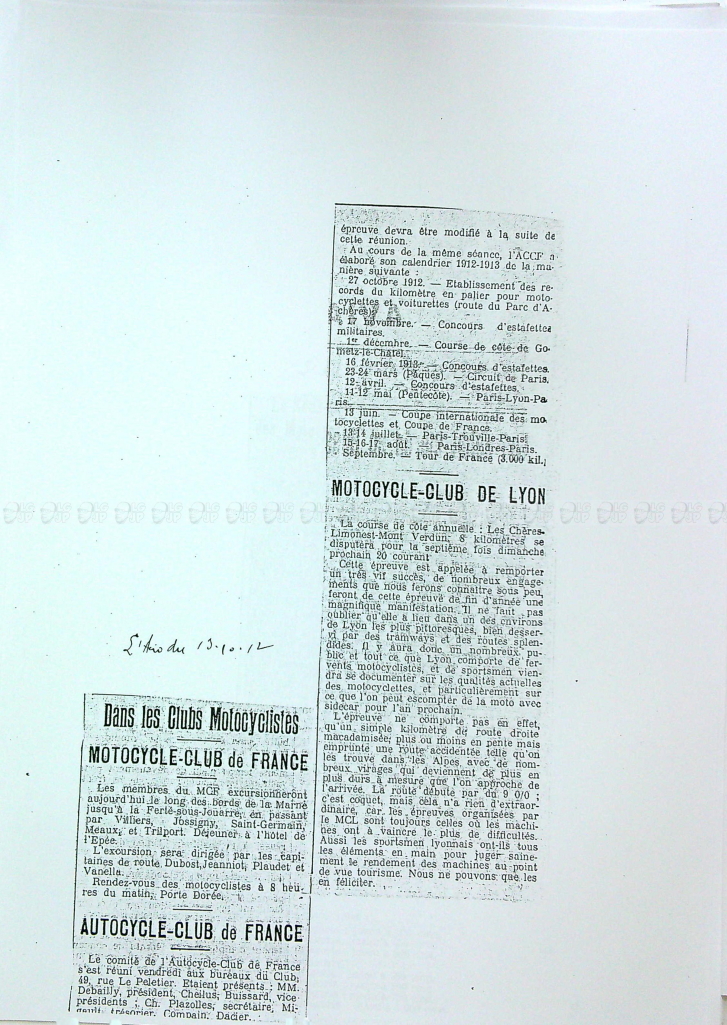 L'Auto du 13-10-12
Dans les Clubs Motocyclistes
MOTOCYCLE-CLUB de FRANCE
Les membres du MCF excursionneront
aujourd'hui le long des bords de la Marne
jusqu'à la Ferté-sous-Jouarre, en passant
par Villiers, Jossigny, Saint-Germain,
Meaux et Trilport. Déjeuner à l'hôtel de
l'Epée.
L'excursion sera dirigée par les capi-
taines de route Dubost, Jeanniot, Plaudet et
Vanella.
Rendez-vous des motocyclistes à 8 heu-
res du matin, Porte Dorée.
AUTOCYCLE-CLUB de FRANCE
Le comité de l'Autocycle-Club de France
s'est réuni vendredi aux bureaux du Club,
49, rue Le Peletier. Etaient présents : MM.
Debailly, président, Cheilus, Buissard, vice-
présidents ; Ch. Plazolles, secrétaire, Mi-
trésorier, Compain, Dacier.
épreuve devra être modifié à la suite de
cette réunion.
Au cours de la même séance, l'ACCF a
élaboré son calendrier 1912-1913 de la ma-
nière suivante :
27 octobre 1912. — Etablissement des re-
cords du kilomètre en palier pour moto-
cyclettes et voiturettes (route du Parc d'A-
chères)
17 novembre. — Concours d'estafettes
militaires.
1er décembre. — Course de côte de Go-
metz-le-Châtel.
16 février 1913. — Concours d'estafettes.
23-24 mars (Pâques). — Circuit de Paris.
12 avril. — Concours d'estafettes.
11-12 mai (Pentecôte). — Paris-Lyon-Pa-
ris.
13 juin. — Coupe internationale des mo-
tocyclettes et Coupe de France.
13-14 juillet. — Paris-Trouville-Paris.
15-16-17 août. — Paris-Londres-Paris.
Septembre. — Tour de France (3.000 kil.)
MOTOCYCLE-CLUB DE LYON
La course de côte annuelle : Les Chères-
Limonest-Mont Verdun, 8 kilomètres se
disputera pour la septième fois dimanche
prochain 20 courant
Cette épreuve est appelée à remporter
un très vif succès, de nombreux engage-
ments que nous ferons connaître sous peu,
feront de cette épreuve de fin d'année une
magnifique manifestation. Il ne faut pas
oublier qu'elle a lieu dans un des environs
de Lyon les plus pittoresques, bien desser-
vi par des tramways et des routes splen-
dides. Il y aura donc un nombreux pu-
blic et tout ce que Lyon comporte de fer-
vents motocyclistes, et de sportsmen vien-
dra se documenter sur les qualités actuelles
des motocyclettes, et particulièrement sur
ce que l'on peut escompter de la moto avec
sidecar pour l'an prochain.
L'épreuve ne comporte pas en effet,
qu'un simple kilomètre de route droite
macadamisée, plus ou moins en pente mais
emprunte une route accidentée telle qu'on
les trouve dans les Alpes, avec de nom-
breux virages qui deviennent de plus en
plus durs à mesure que l'on approche de
l'arrivée. La route débute par du 9 0/0 ;
c'est coquet, mais cela n'a rien d'extraor-
dinaire, car les épreuves organisées par
le MCL sont toujours celles où les machi-
nes ont à vaincre le plus de difficultés.
Aussi les sportsmen lyonnais ont-ils tous
les éléments en main pour juger saine-
ment le rendement des machines au point
de vue tourisme. Nous ne pouvons que les
en féliciter.